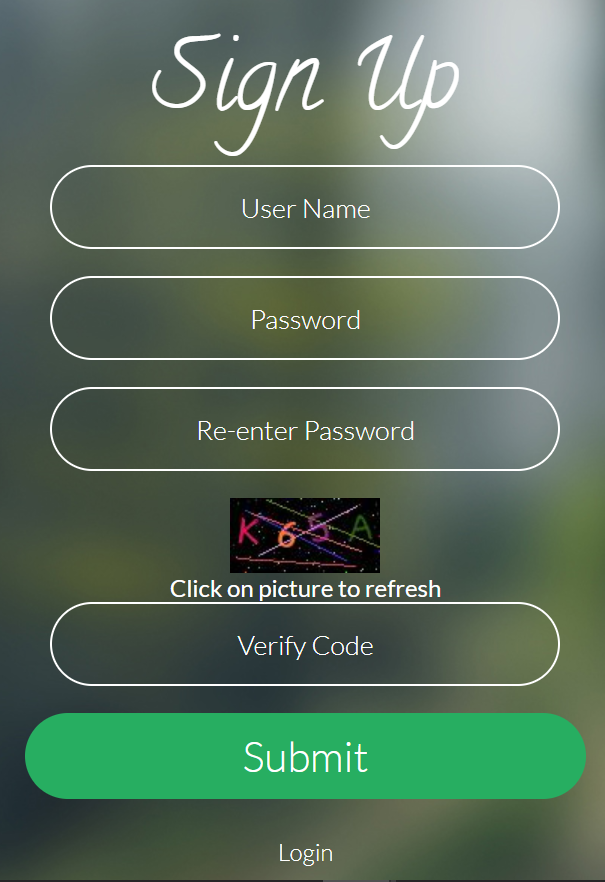 Sign Up
User Name
Password
Re-enter Password
K65A
Click on picture to refresh
Verify Code
Submit
Login